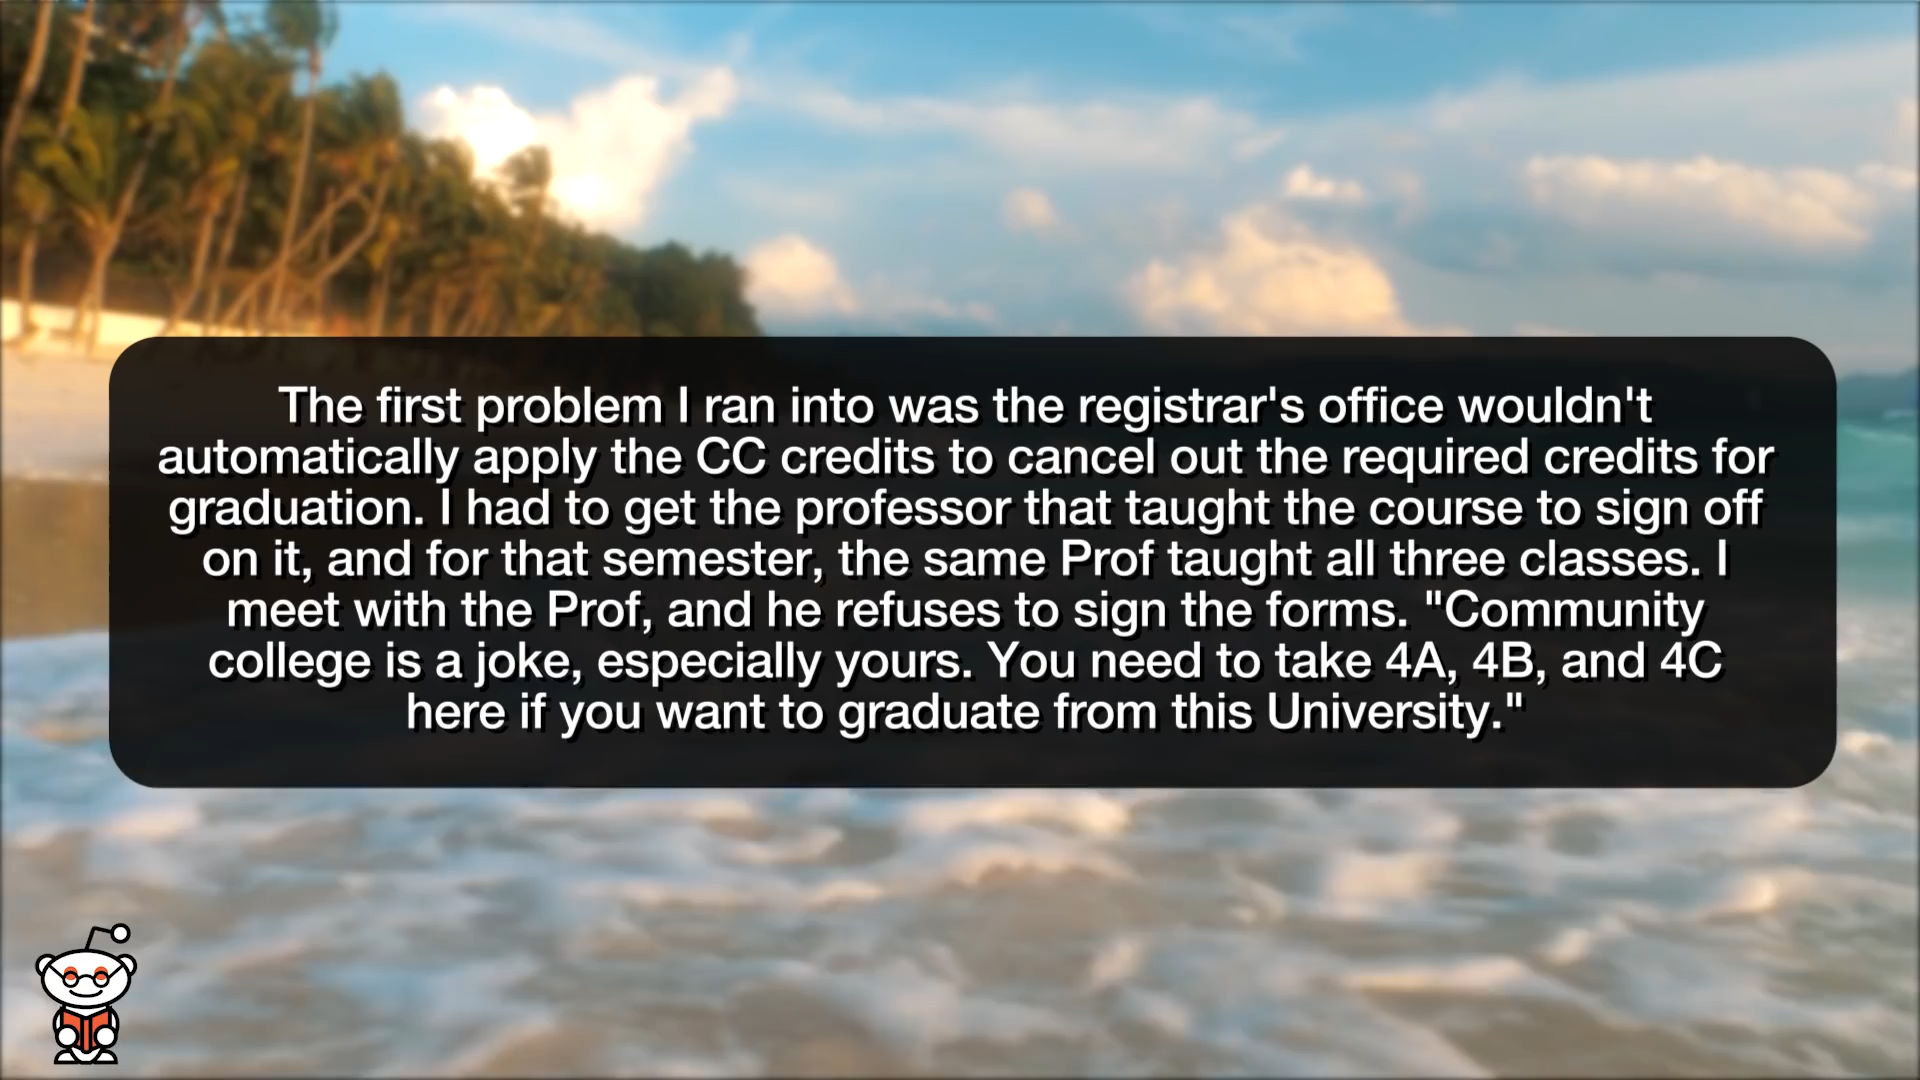 The first problem I ran into was the registrar's office wouldn't
automatically apply the CC credits to cancel out the required credits for
graduation. I had to get the professor that taught the course to sign off
on it, and for that semester, the same Prof taught all three classes. I
meet with the Prof, and he refuses to sign the forms. "Community
college is a joke, especially yours. You need to take 4A, 4B, and 4C
here if you want to graduate from this University."